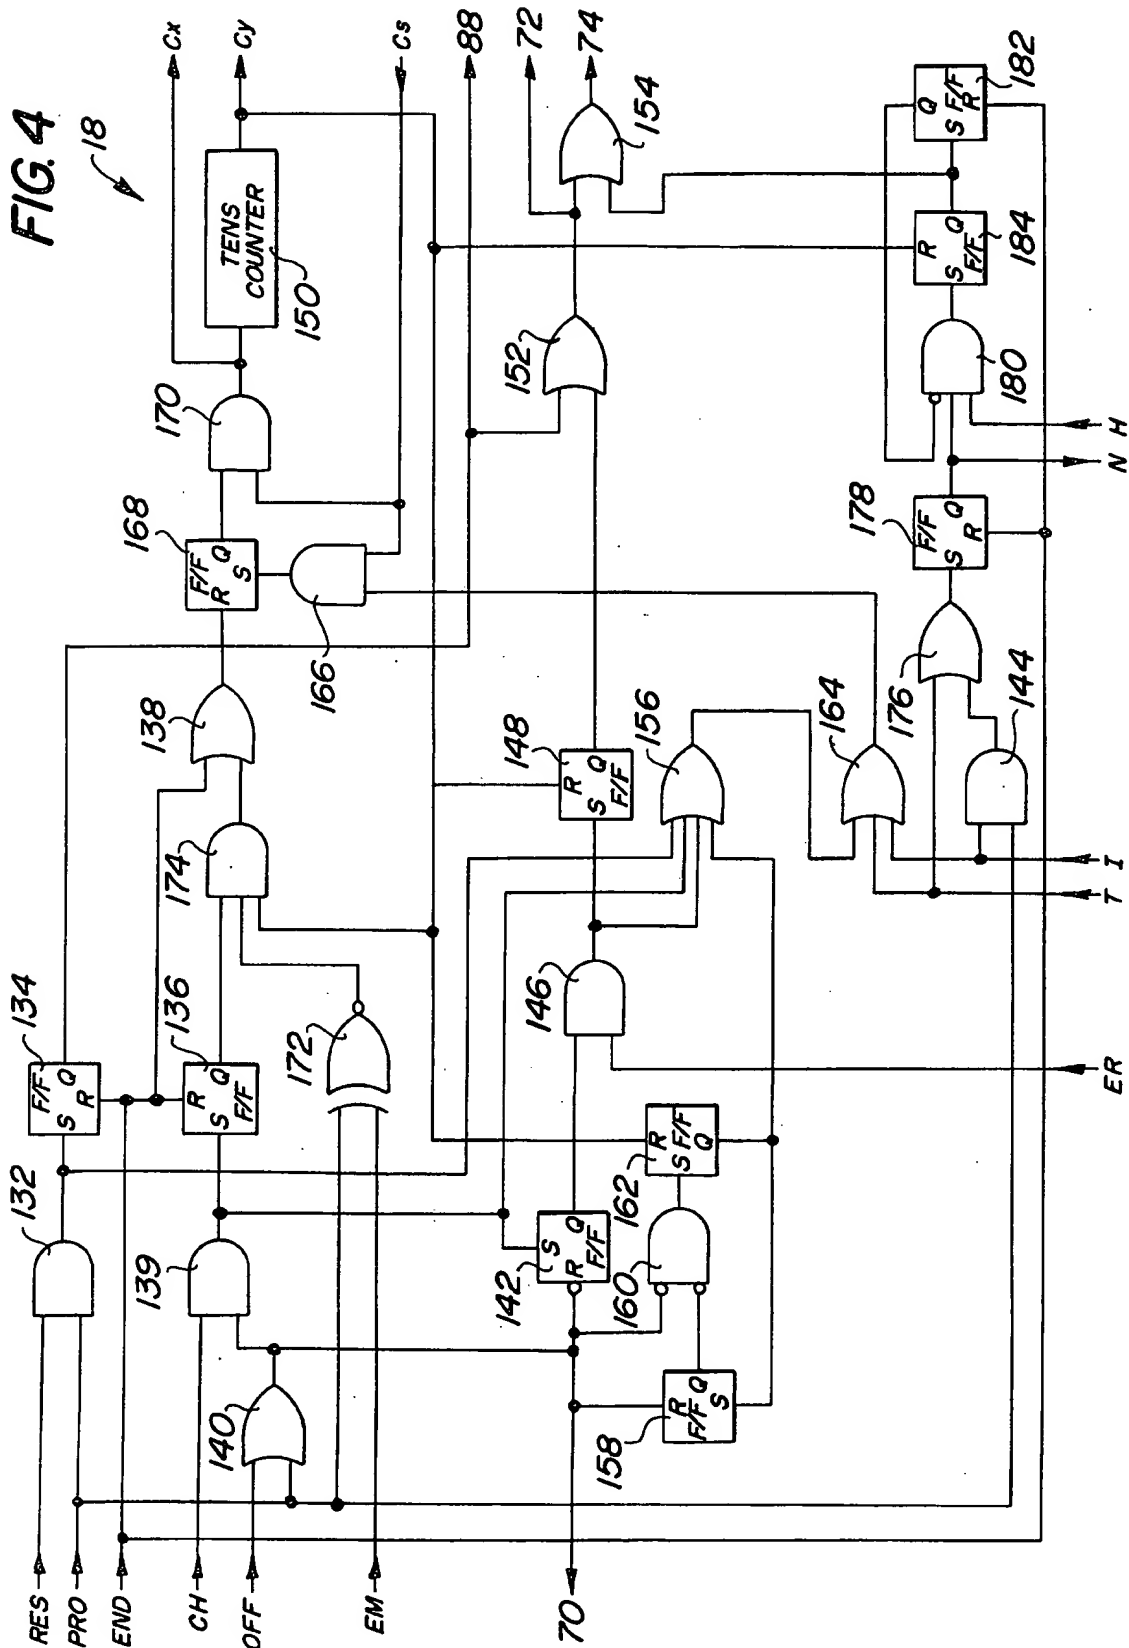 FIG. 4
18
Cx
Cy
Cs
88
72
74
TENS
COUNTER
150
170
168
F/F
R
Q
S
166
138
174
134
F/F
S
Q
R
136
R
S
Q
F/F
132
139
140
172
152
154
148
R
S
Q
F/F
146
156
164
142
S
R
Q
F/F
160
162
R
S
F/F
Q
158
R
F/F
Q
S
144
176
178
F/F
S
Q
R
180
184
R
S
Q
F/F
182
Q
S
F/F
R
RES
PRO
END
CH
OFF
EM
70
ER
T
I
N
H